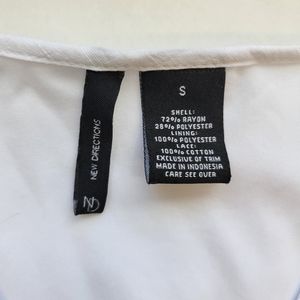 NEW DIRECTIONS
ND
S
SHELL:
72% RAYON
28% POLYESTER
LINING:
100% POLYESTER
LACE:
100% COTTON
EXCLUSIVE OF TRIM
MADE IN INDONESIA
CARE SEE OVER